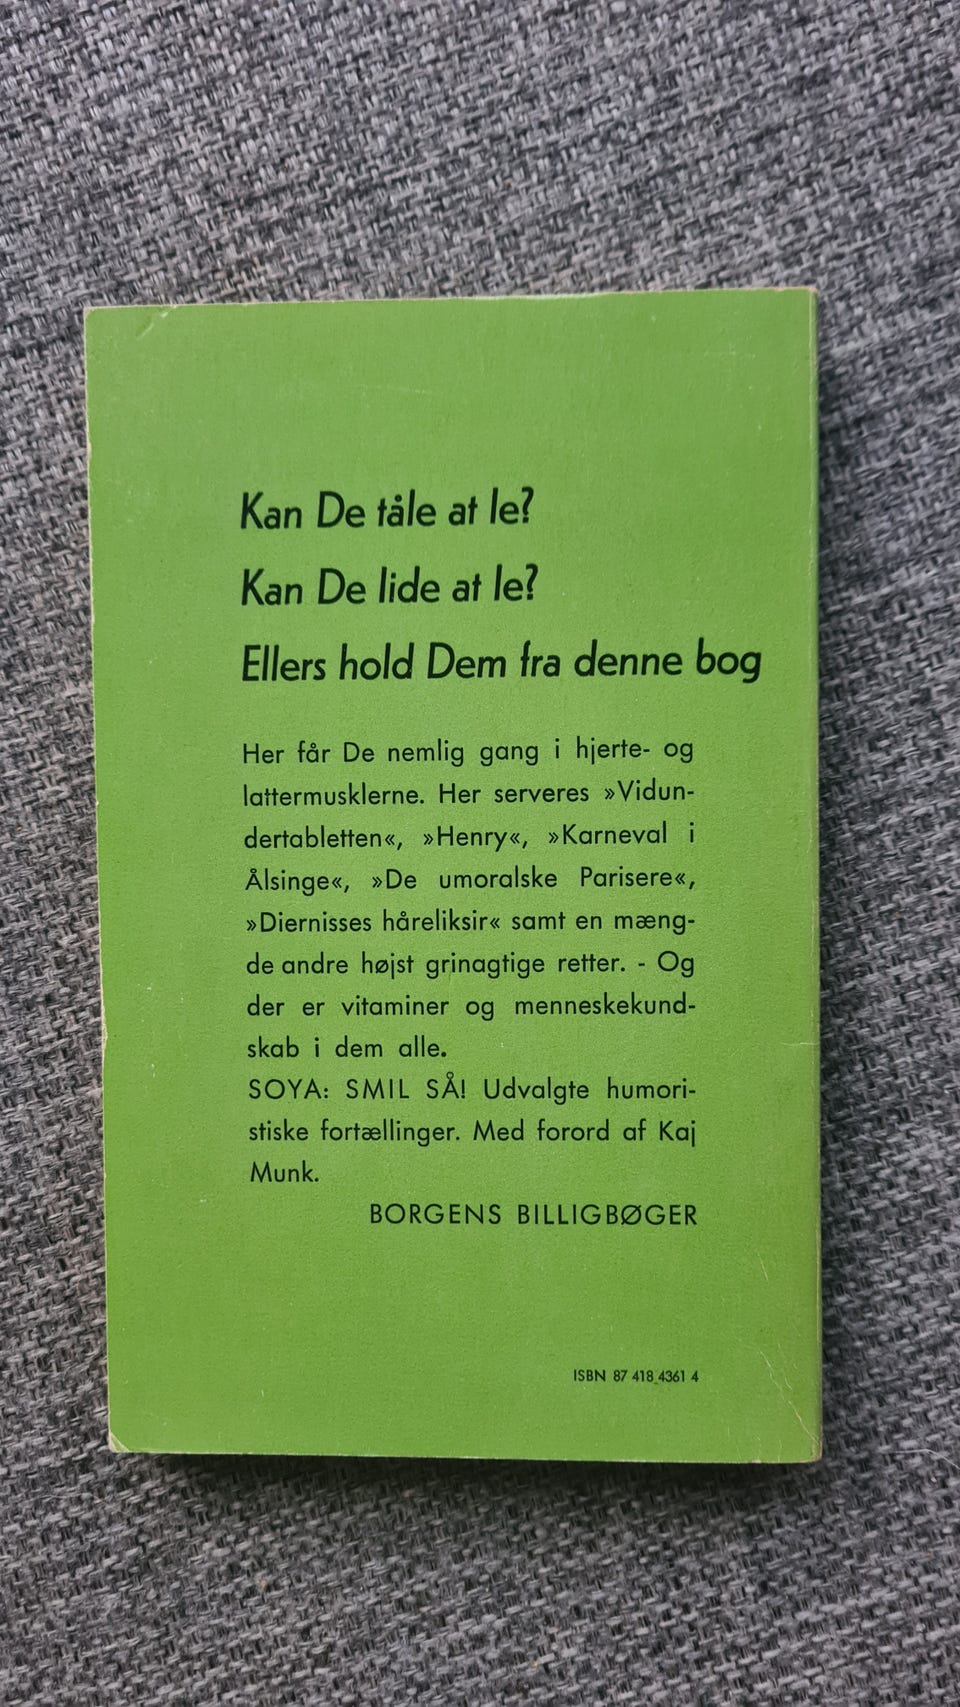 Kan De tåle at le?
Kan De lide at le?
Ellers hold Dem fra denne bog
Her får De nemlig gang i hjerte- og
lattermusklerne. Her serveres »Vidun-
dertabletten«, »Henry«, »Karneval i
Ålsinge«, »De umoralske Parisere«,
»Diernisses håreliksir« samt en mæng-
de andre højst grinagtige retter. - Og
der er vitaminer og menneskekund-
skab i dem alle.
SOYA: SMIL SÅ! Udvalgte humori-
stiske fortællinger. Med forord af Kaj
Munk.
BORGENS BILLIGBØGER
ISBN 87 418 4361 4